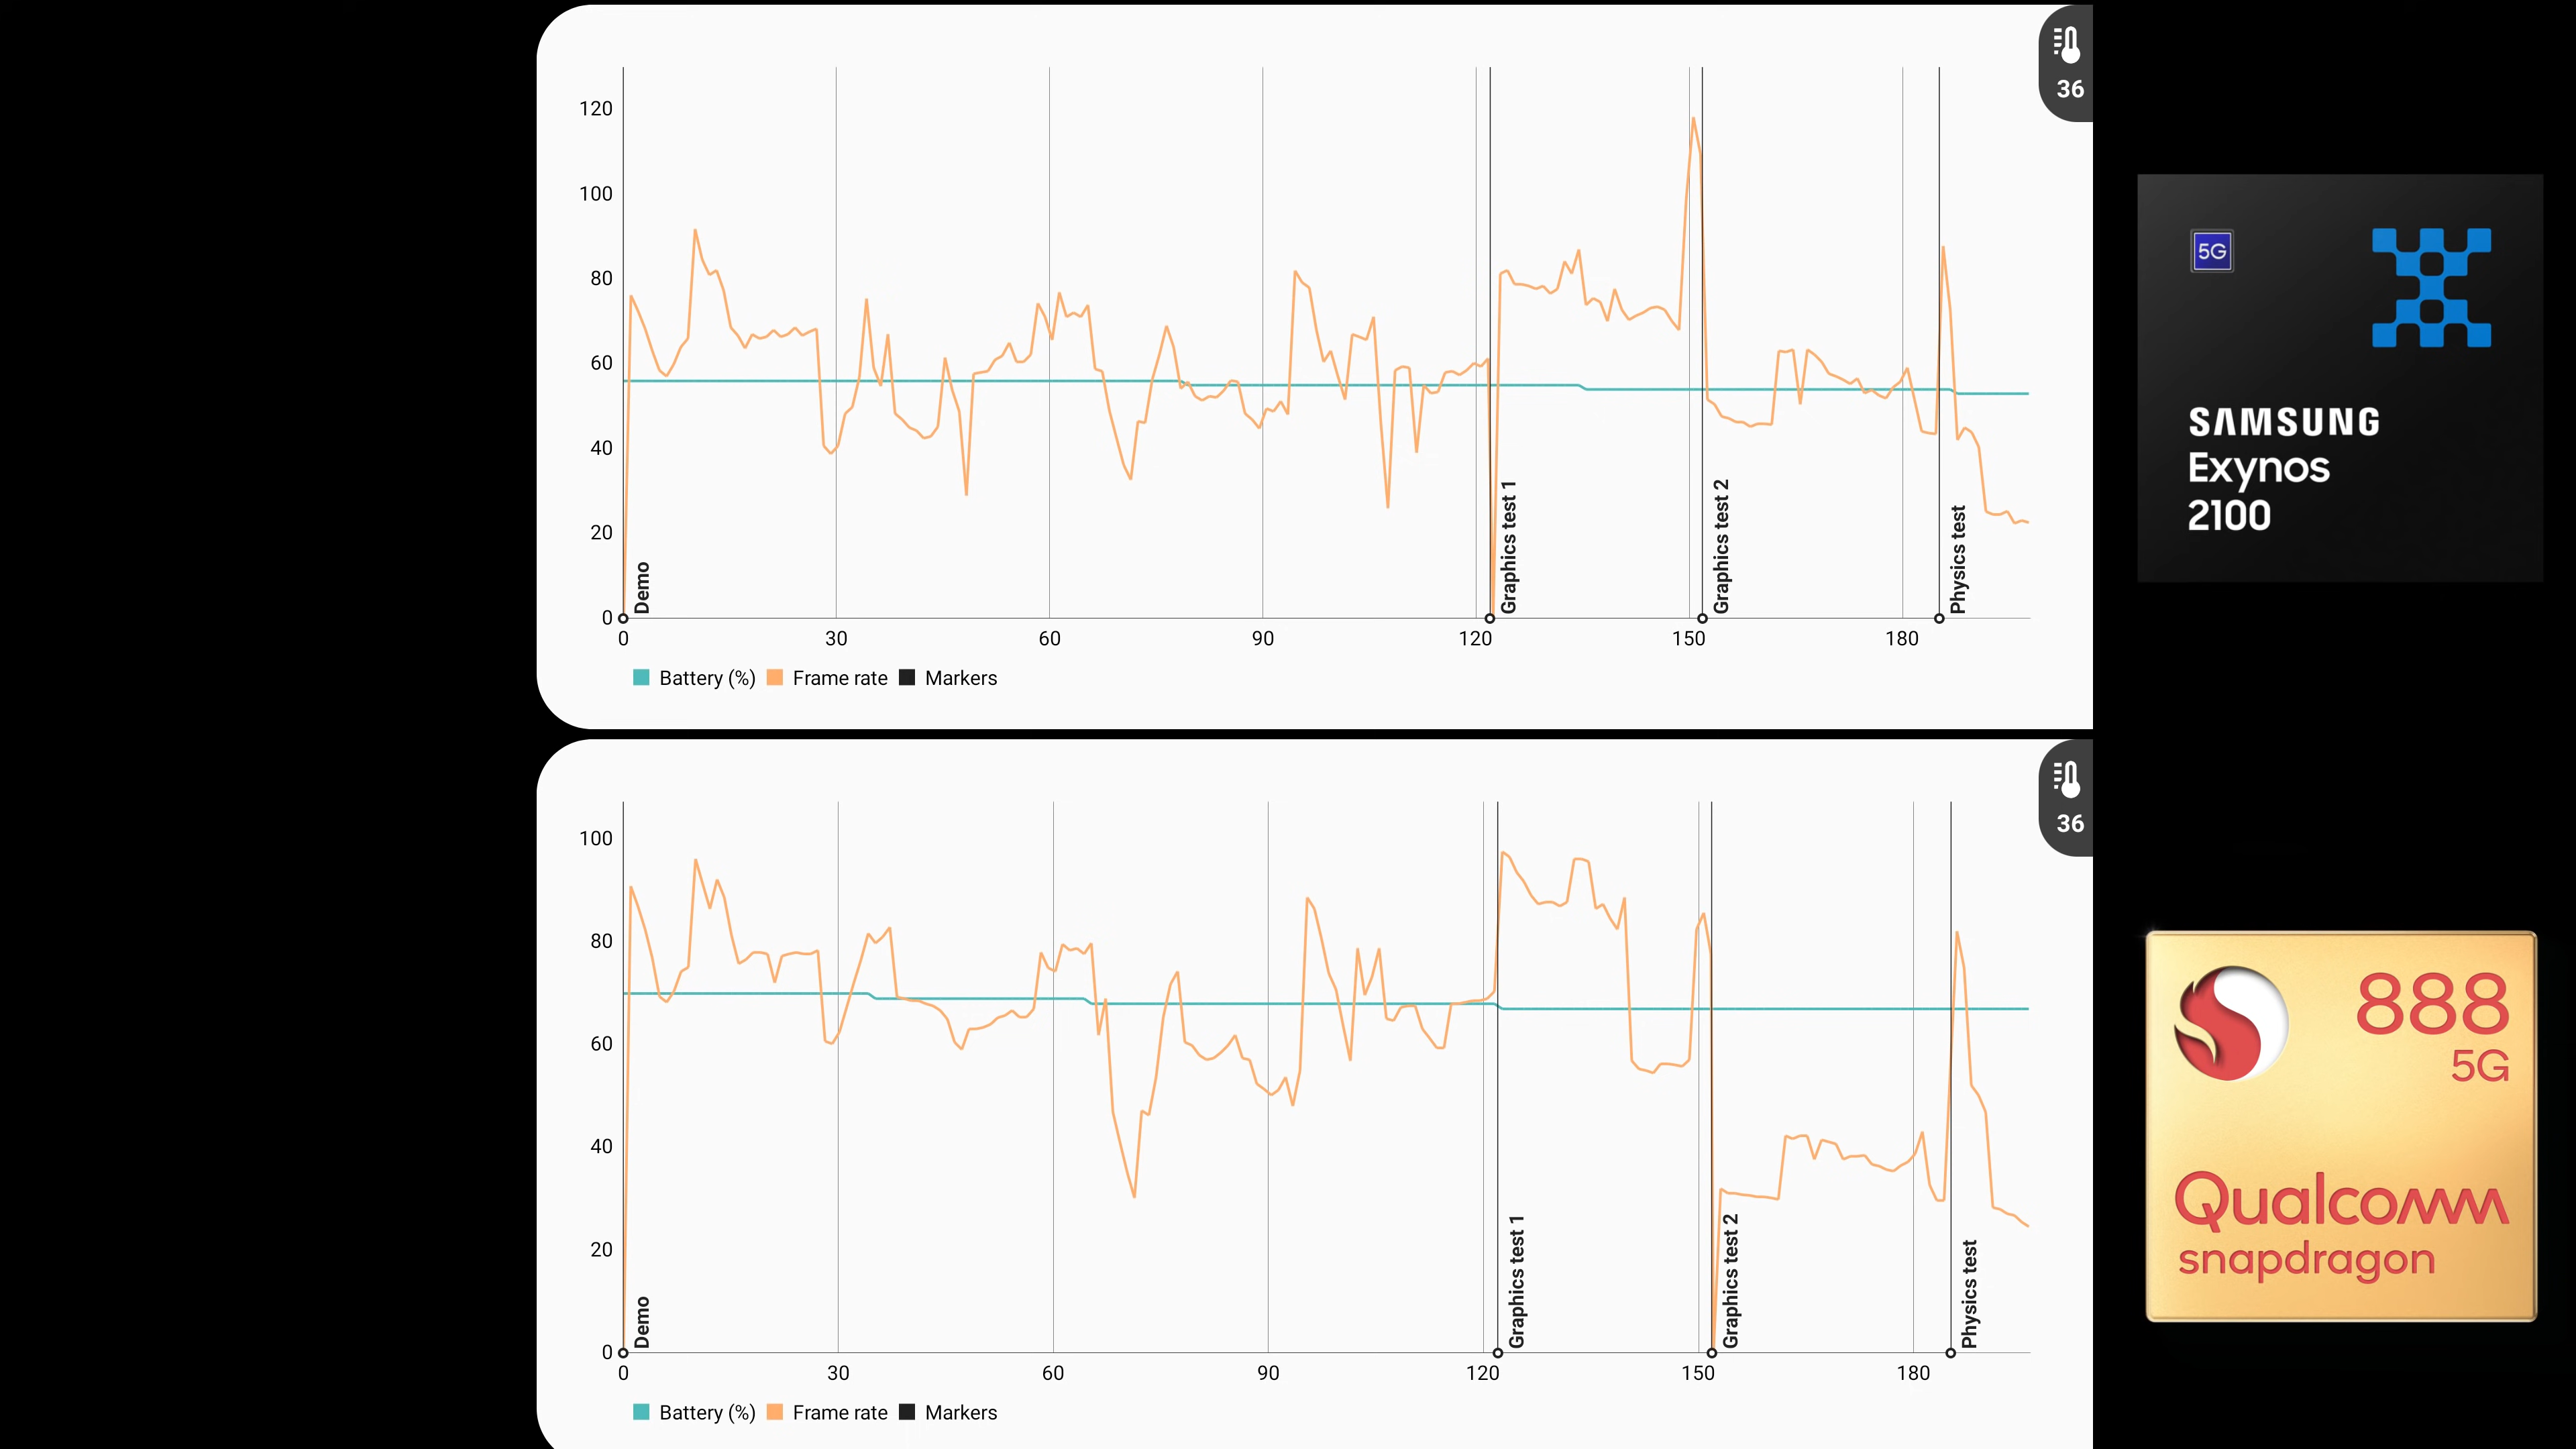 36
120
100
80
60
40
20
0
Demo
Graphics test 1
Graphics test 2
Physics test
0 30 60 90 120 150 180
Battery (%) Frame rate Markers
5G
SAMSUNG
Exynos
2100
36
100
80
60
40
20
0
Demo
Graphics test 1
Graphics test 2
Physics test
0 30 60 90 120 150 180
Battery (%) Frame rate Markers
888
5G
Qualcomm
snapdragon